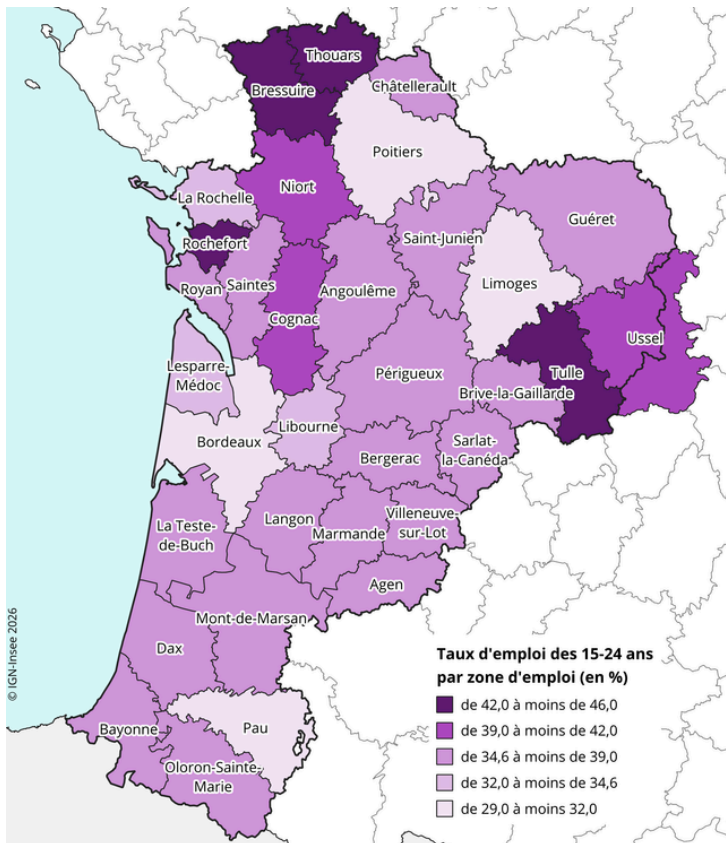 Thouars
Bressuire
Châtellerault
Poitiers
Niort
La Rochelle
Guéret
Rochefort
Saint-Junien
Royan
Saintes
Angoulême
Limoges
Cognac
Ussel
Lesparre-
Médoc
Périgueux
Tulle
Brive-la-Gaillarde
Libourne
Bordeaux
Sarlat-
la-Canéda
Bergerac
La Teste-
de-Buch
Langon
Marmande
Villeneuve-
sur-Lot
Agen
Mont-de-Marsan
Dax
Bayonne
Pau
Oloron-Sainte-
Marie
© IGN-Insee 2026
Taux d'emploi des 15-24 ans
par zone d'emploi (en %)
de 42,0 à moins de 46,0
de 39,0 à moins de 42,0
de 34,6 à moins de 39,0
de 32,0 à moins de 34,6
de 29,0 à moins 32,0